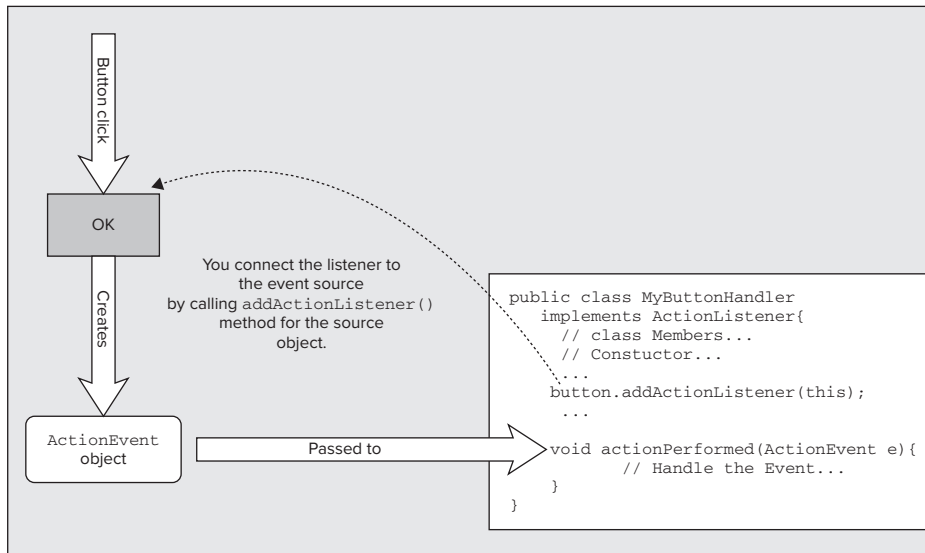 Button click
OK
Creates
You connect the listener to
the event source
by calling addActionListener()
method for the source
object.
ActionEvent
object
Passed to
public class MyButtonHandler
implements ActionListener{
// class Members...
// Constuctor...
...
button.addActionListener(this);
...
void actionPerformed(ActionEvent e){
// Handle the Event...
}
}